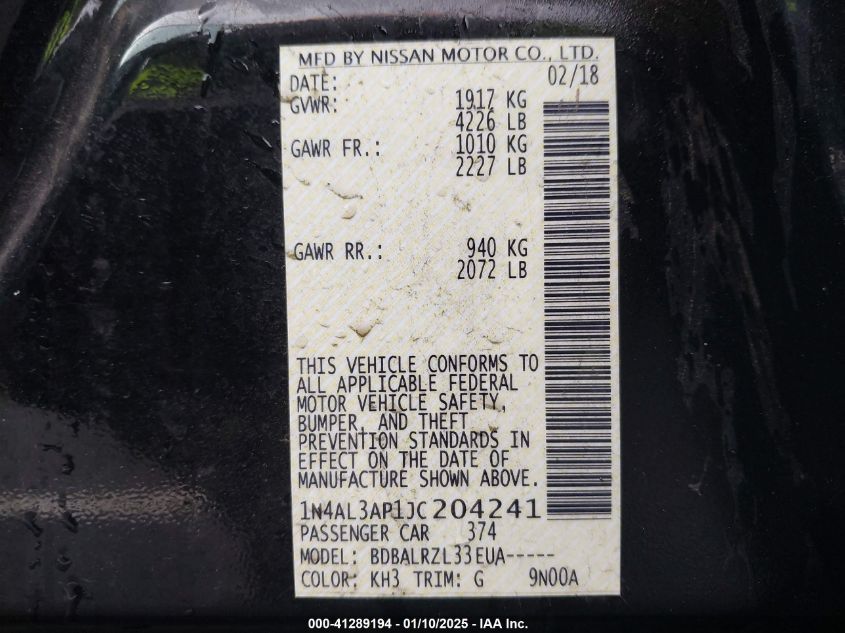 MFD BY NISSAN MOTOR CO., LTD.
DATE: 02/18
GVWR: 1917 KG
4226 LB
GAWR FR.: 1010 KG
2227 LB
GAWR RR.: 940 KG
2072 LB
THIS VEHICLE CONFORMS TO
ALL APPLICABLE FEDERAL
MOTOR VEHICLE SAFETY,
BUMPER, AND THEFT
PREVENTION STANDARDS IN
EFFECT ON THE DATE OF
MANUFACTURE SHOWN ABOVE.
1N4AL3AP1JC204241
PASSENGER CAR 374
MODEL: BDBALRZL33EUA-----
COLOR: KH3 TRIM: G 9N00A
000-41289194 - 01/10/2025 - IAA Inc.